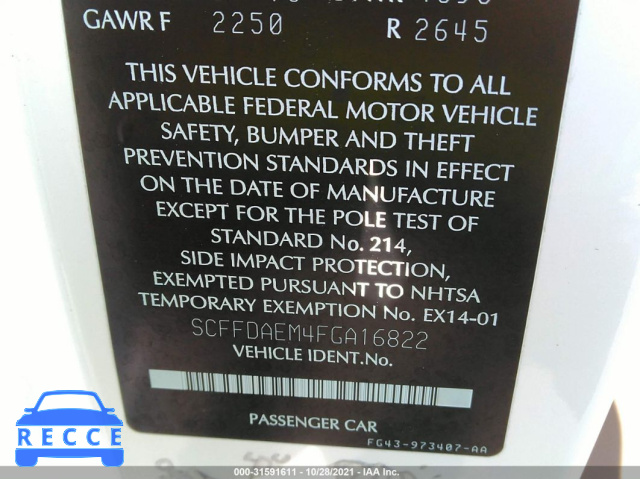 GAWR F 2250 R 2645
THIS VEHICLE CONFORMS TO ALL
APPLICABLE FEDERAL MOTOR VEHICLE
SAFETY, BUMPER AND THEFT
PREVENTION STANDARDS IN EFFECT
ON THE DATE OF MANUFACTURE
EXCEPT FOR THE POLE TEST OF
STANDARD No. 214,
SIDE IMPACT PROTECTION,
EXEMPTED PURSUANT TO NHTSA
TEMPORARY EXEMPTION No. EX14-01
SCFFDAEM4FGA16822
VEHICLE IDENT.No.
PASSENGER CAR
FG43-973407-AA
RECCE
000-31591611 - 10/28/2021 - IAA Inc.